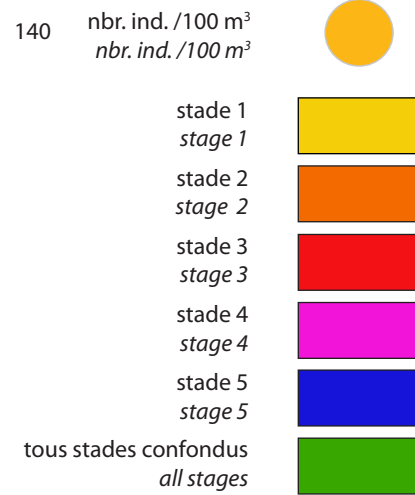 140 nbr. ind. /100 m³
nbr. ind. /100 m³
stade 1
stage 1
stade 2
stage 2
stade 3
stage 3
stade 4
stage 4
stade 5
stage 5
tous stades confondus
all stages